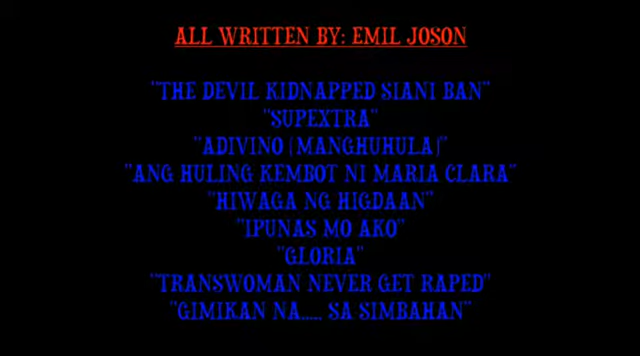 ALL WRITTEN BY: EMIL JOSON
"THE DEVIL KIDNAPPED SIANI BAN"
"SUPEXTRA"
"ADIVINO (MANGHUHULA)"
"ANG HULING KEMBOT NI MARIA CLARA"
"HIWAGA NG HIGDAAN"
"IPUNAS MO AKO"
"GLORIA"
"TRANSWOMAN NEVER GET RAPED"
"GIMIKAN NA..... SA SIMBAHAN"